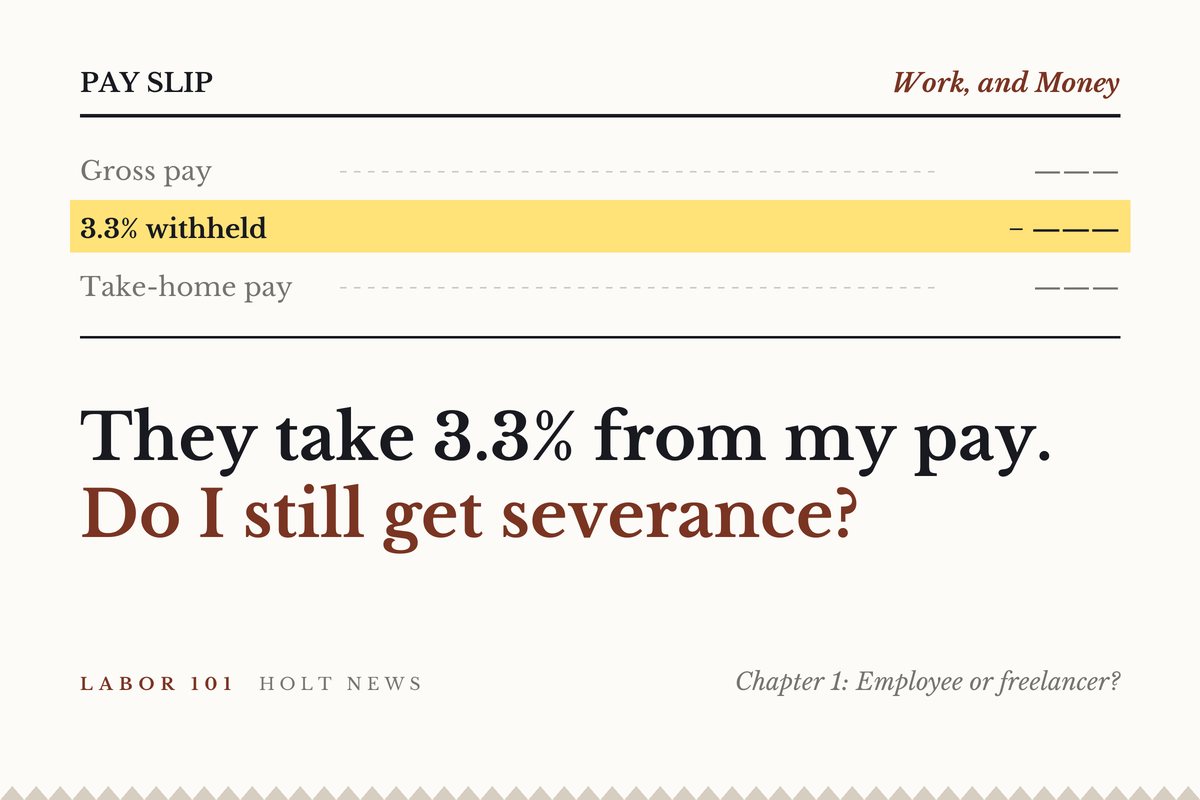 PAY SLIP Work, and Money
Gross pay ———
3.3% withheld – ———
Take-home pay ———
They take 3.3% from my pay.
Do I still get severance?
LABOR 101 HOLT NEWS Chapter 1: Employee or freelancer?